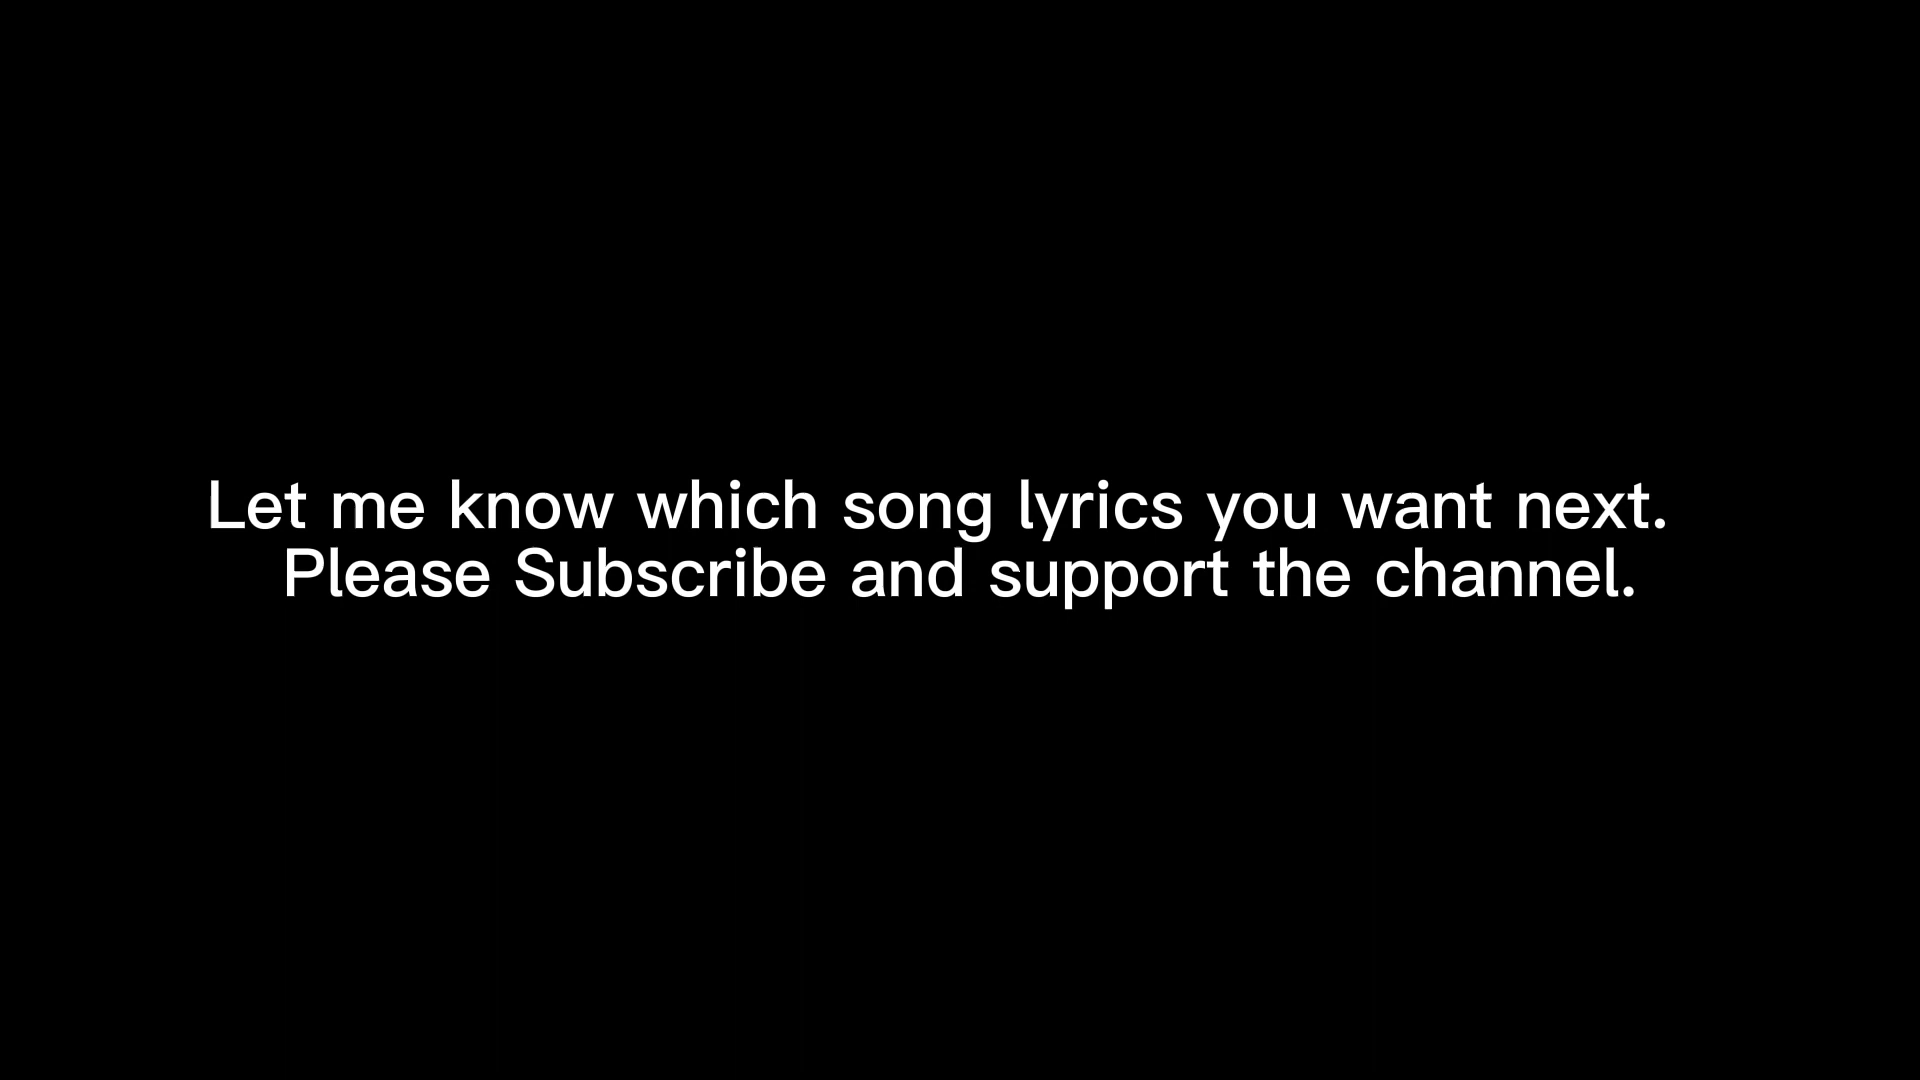 Let me know which song lyrics you want next.
Please Subscribe and support the channel.